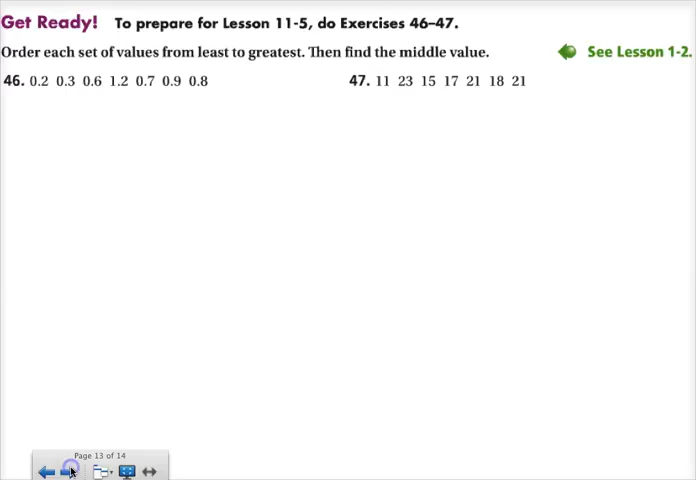 Get Ready! To prepare for Lesson 11-5, do Exercises 46–47.
Order each set of values from least to greatest. Then find the middle value. See Lesson 1-2.
46. 0.2 0.3 0.6 1.2 0.7 0.9 0.8 47. 11 23 15 17 21 18 21
Page 13 of 14